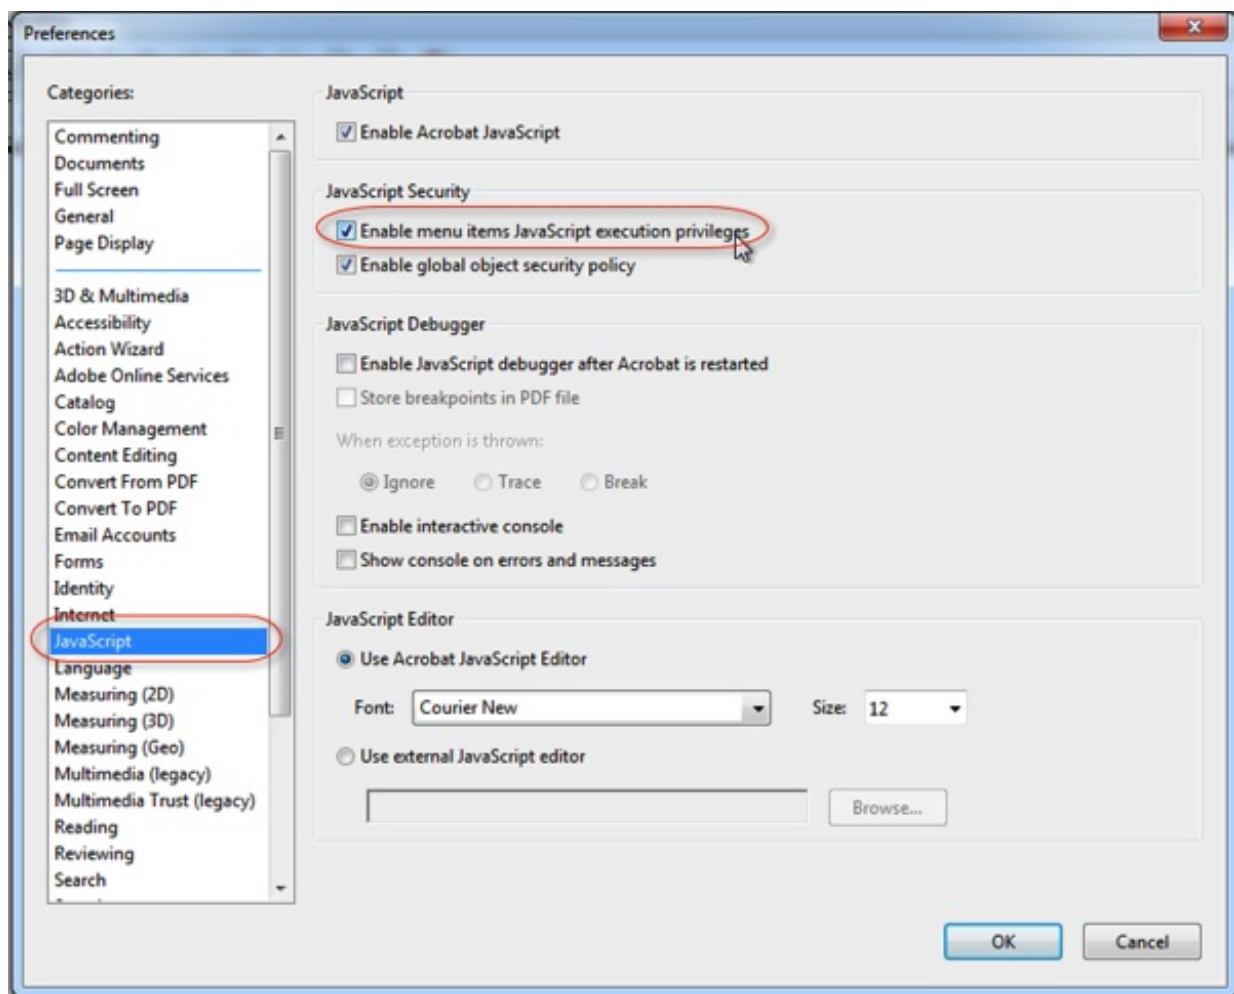 Preferences
Categories:
Commenting
Documents
Full Screen
General
Page Display
3D & Multimedia
Accessibility
Action Wizard
Adobe Online Services
Catalog
Color Management
Content Editing
Convert From PDF
Convert To PDF
Email Accounts
Forms
Identity
Internet
JavaScript
Language
Measuring (2D)
Measuring (3D)
Measuring (Geo)
Multimedia (legacy)
Multimedia Trust (legacy)
Reading
Reviewing
Search
JavaScript
Enable Acrobat JavaScript
JavaScript Security
Enable menu items JavaScript execution privileges
Enable global object security policy
JavaScript Debugger
Enable JavaScript debugger after Acrobat is restarted
Store breakpoints in PDF file
When exception is thrown:
Ignore Trace Break
Enable interactive console
Show console on errors and messages
JavaScript Editor
Use Acrobat JavaScript Editor
Font: Courier New Size: 12
Use external JavaScript editor
Browse...
OK Cancel